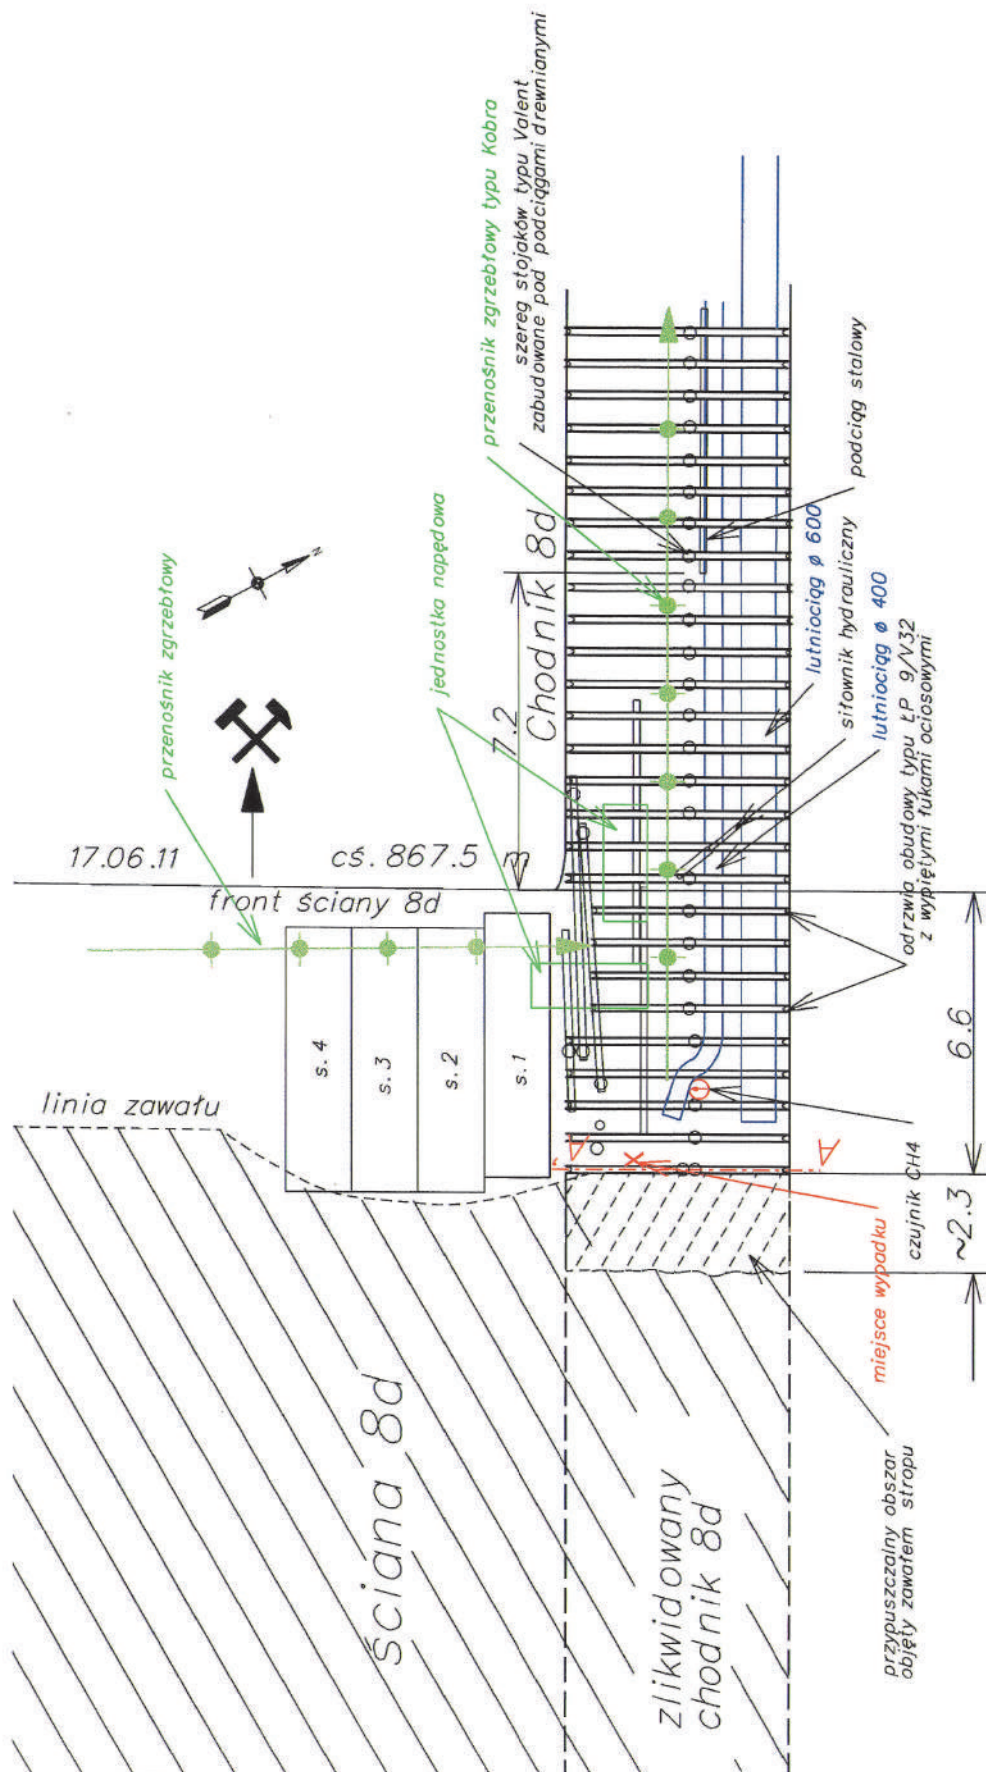 przenośnik zgrzebłowy
jednostka napędowa
przenośnik zgrzebłowy typu Kobra
szereg stojaków typu Valent
zabudowane pod podciągami drewnianymi
N
17.06.11
cś. 867.5 m
front ściany 8d
7.2
Chodnik 8d
podciąg stalowy
lutniociąg ø 600
siłownik hydrauliczny
lutniociąg ø 400
odrzwia obudowy typu ŁP 9/V32
z wypiętymi łukami ociosowymi
s.4
s.3
s.2
s.1
linia zawału
A
A
6.6
czujnik CH4
~2.3
miejsce wypadku
Ściana 8d
zlikwidowany
chodnik 8d
przypuszczalny obszar
objęty zawałem stropu